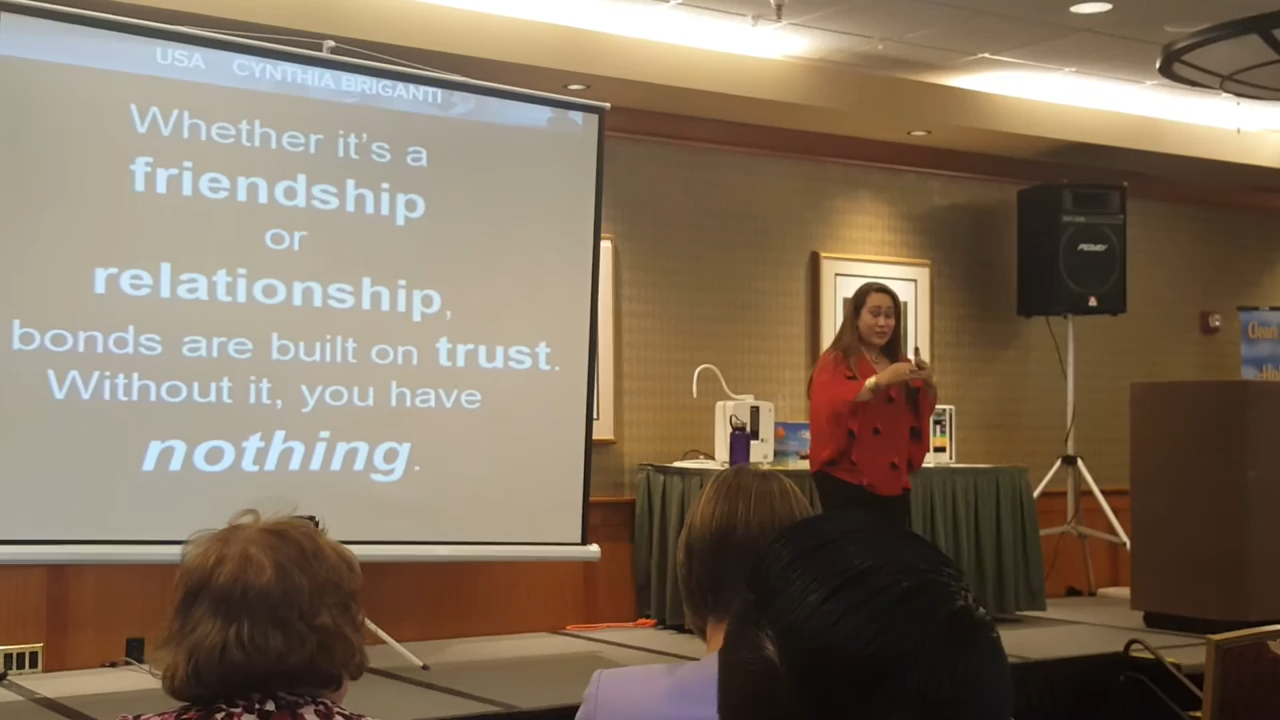 USA CYNTHIA BRIGANTI
Whether it's a
friendship
or
relationship,
bonds are built on trust.
Without it, you have
nothing.
PEAVEY